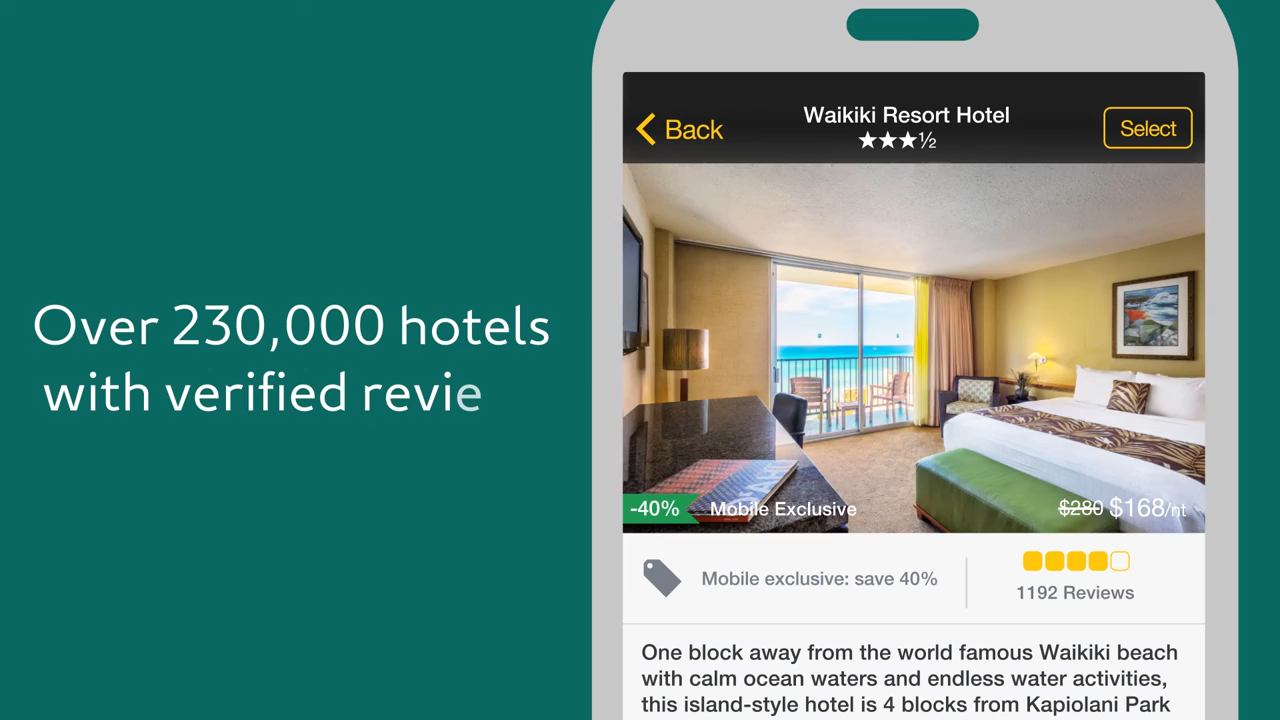 Over 230,000 hotels
with verified revie
Back
Waikiki Resort Hotel
★★★½
Select
-40%
Mobile Exclusive
$280 $168/nt
Mobile exclusive: save 40%
1192 Reviews
One block away from the world famous Waikiki beach
with calm ocean waters and endless water activities,
this island-style hotel is 4 blocks from Kapiolani Park